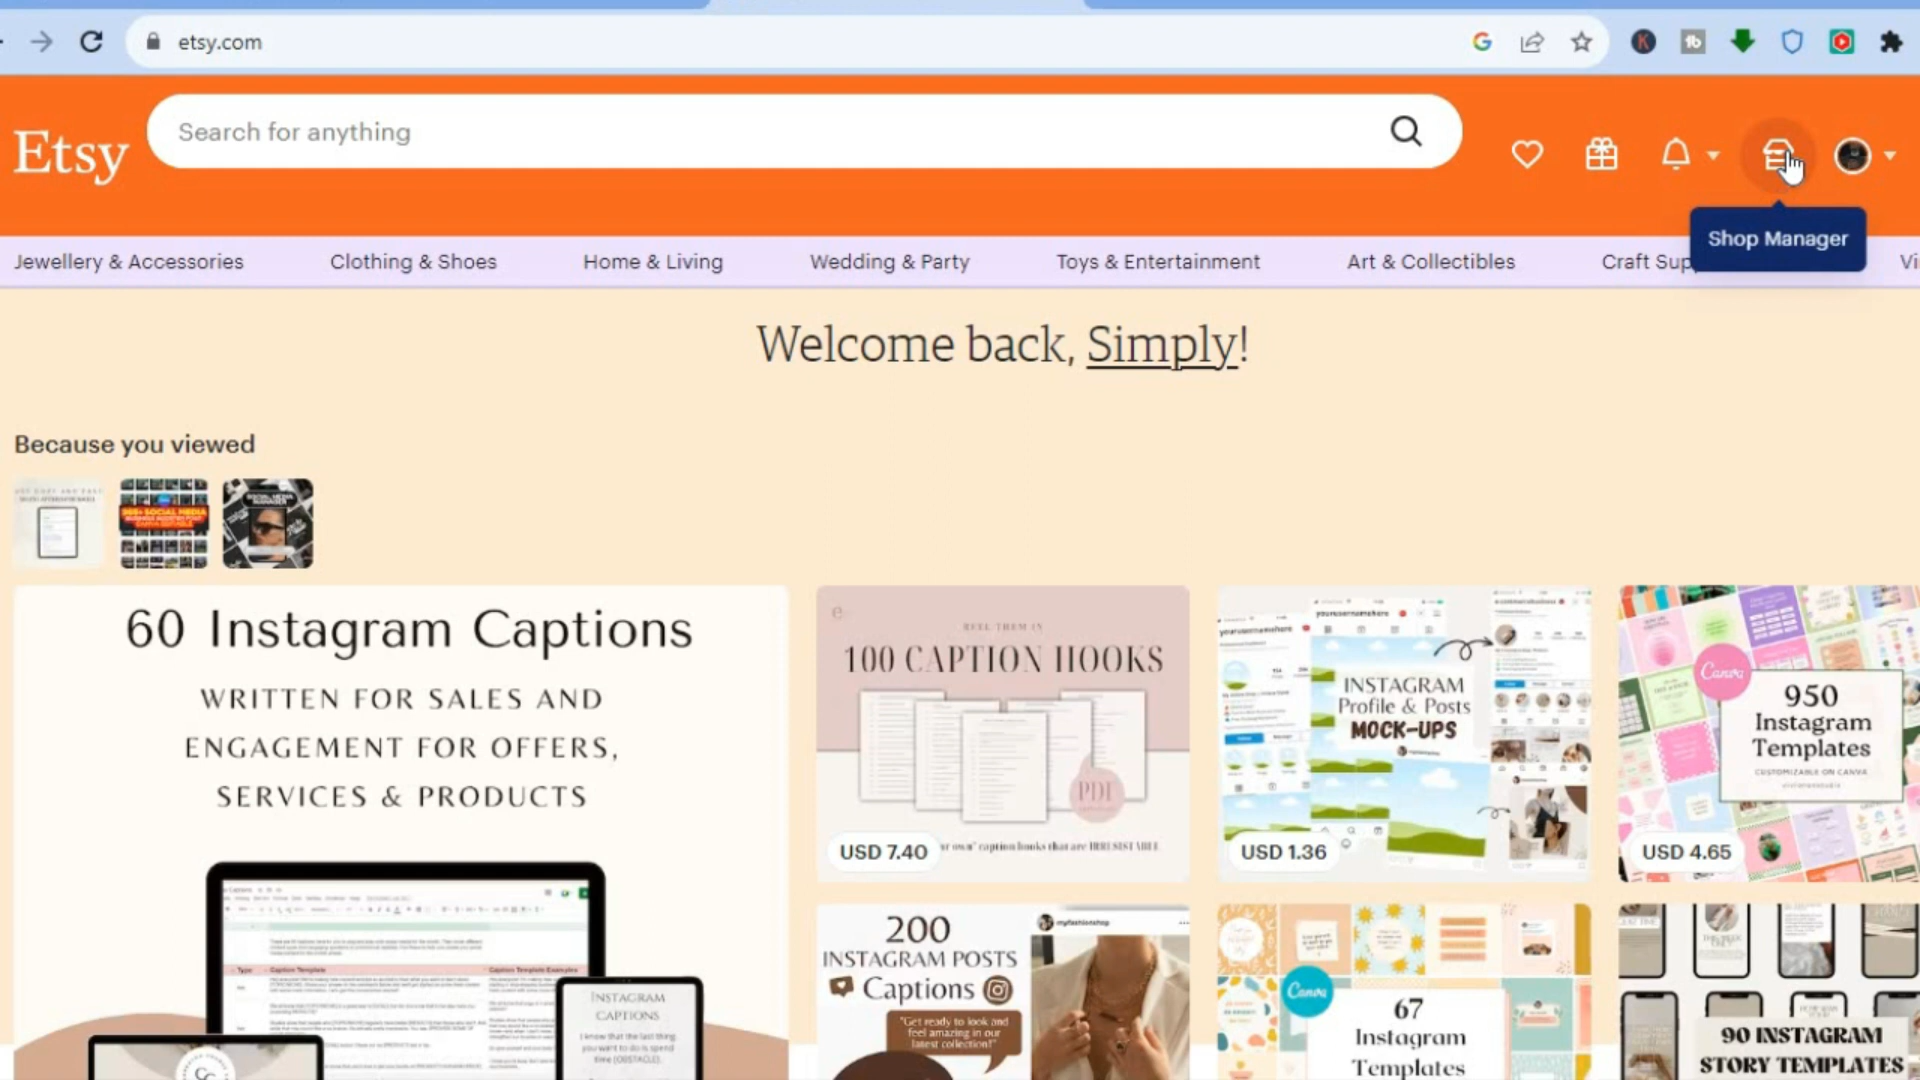 etsy.com
Etsy
Search for anything
Shop Manager
Jewellery & Accessories
Clothing & Shoes
Home & Living
Wedding & Party
Toys & Entertainment
Art & Collectibles
Craft
Welcome back, Simply!
Because you viewed
60 Instagram Captions
WRITTEN FOR SALES AND
ENGAGEMENT FOR OFFERS,
SERVICES & PRODUCTS
Type
Caption Template
Caption Template Examples
INSTAGRAM
CAPTIONS
I know that the last thing
you want to do is spend
time [OBSTACLE].
REEL THEM IN
100 CAPTION HOOKS
PDF
own" caption hooks that are IRRESISTABLE
USD 7.40
yourusernamehere
yourusernamehere
INSTAGRAM
Profile & Posts
MOCK-UPS
USD 1.36
Canva
950
Instagram
Templates
CUSTOMIZABLE ON CANVA
USD 4.65
200
INSTAGRAM POSTS
Captions
myfashionshop
"Get ready to look and
feel amazing in our
latest collection!"
Canva
67
Instagram
Templates
90 INSTAGRAM
STORY TEMPLATES